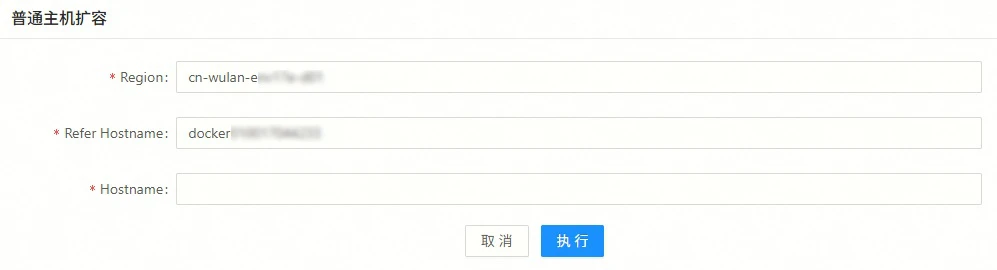 普通主机扩容
* Region: cn-wulan-e
* Refer Hostname: docker
* Hostname:
取 消 执 行